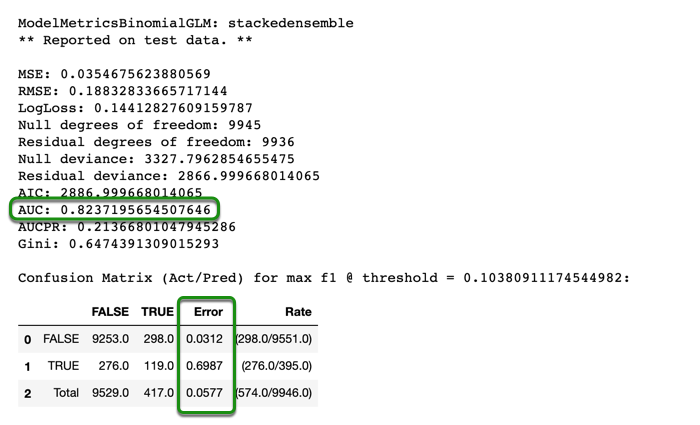 ModelMetricsBinomialGLM: stackedensemble
** Reported on test data. **
MSE: 0.0354675623880569
RMSE: 0.18832833665717144
LogLoss: 0.14412827609159787
Null degrees of freedom: 9945
Residual degrees of freedom: 9936
Null deviance: 3327.7962854655475
Residual deviance: 2866.999668014065
AIC: 2886.999668014065
AUC: 0.8237195654507646
AUCPR: 0.21366801047945286
Gini: 0.6474391309015293
Confusion Matrix (Act/Pred) for max f1 @ threshold = 0.10380911174544982:
FALSE TRUE Error Rate
0 FALSE 9253.0 298.0 0.0312 (298.0/9551.0)
1 TRUE 276.0 119.0 0.6987 (276.0/395.0)
2 Total 9529.0 417.0 0.0577 (574.0/9946.0)